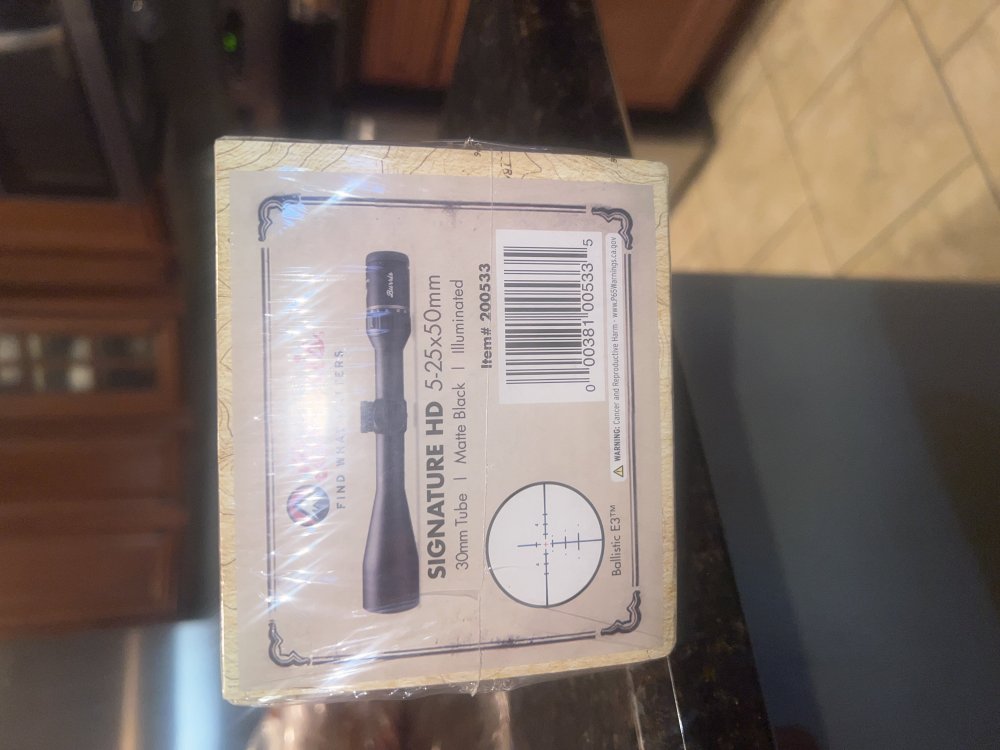 FIND WHAT
Burris
SIGNATURE HD 5-25x50mm
30mm Tube | Matte Black | Illuminated
Item# 200533
0 00381 00533 5
Ballistic E3™
WARNING: Cancer and Reproductive Harm - www.P65Warnings.ca.gov